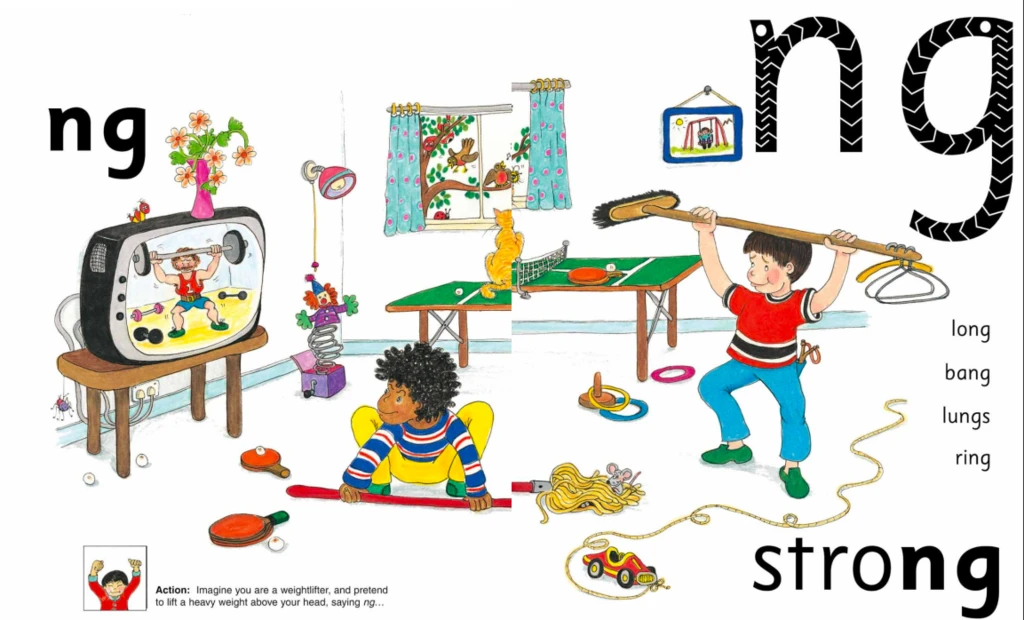 ng
ng
long
bang
lungs
ring
strong
Action: Imagine you are a weightlifter, and pretend
to lift a heavy weight above your head, saying ng…